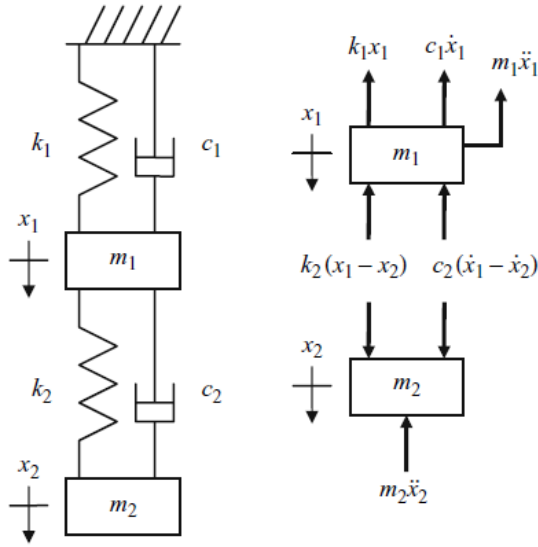 k₁
c₁
x₁
m₁
k₂
c₂
x₂
m₂
k₁x₁ c₁ẋ₁ m₁ẍ₁
x₁
m₁
k₂(x₁ − x₂) c₂(ẋ₁ − ẋ₂)
x₂
m₂
m₂ẍ₂